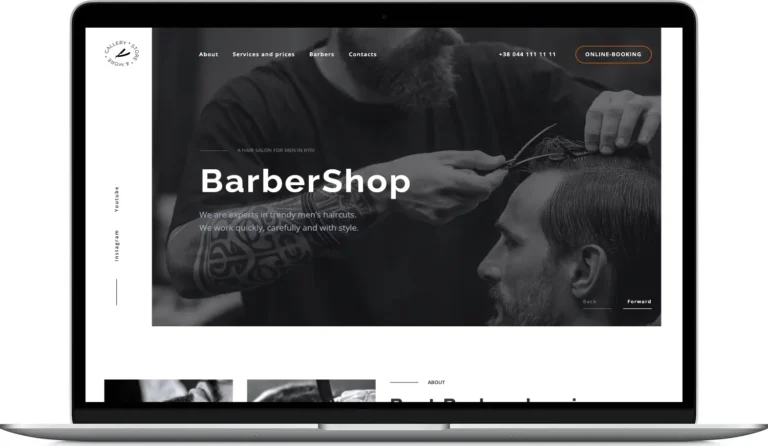 GALLERY * STORE * & MORE *
About
Services and prices
Barbers
Contacts
+38 044 111 11 11
ONLINE-BOOKING
A HAIR SALON FOR MEN IN KYIV
BarberShop
We are experts in trendy men's haircuts.
We work quickly, carefully and with style.
Youtube
Instagram
Back
Forward
ABOUT